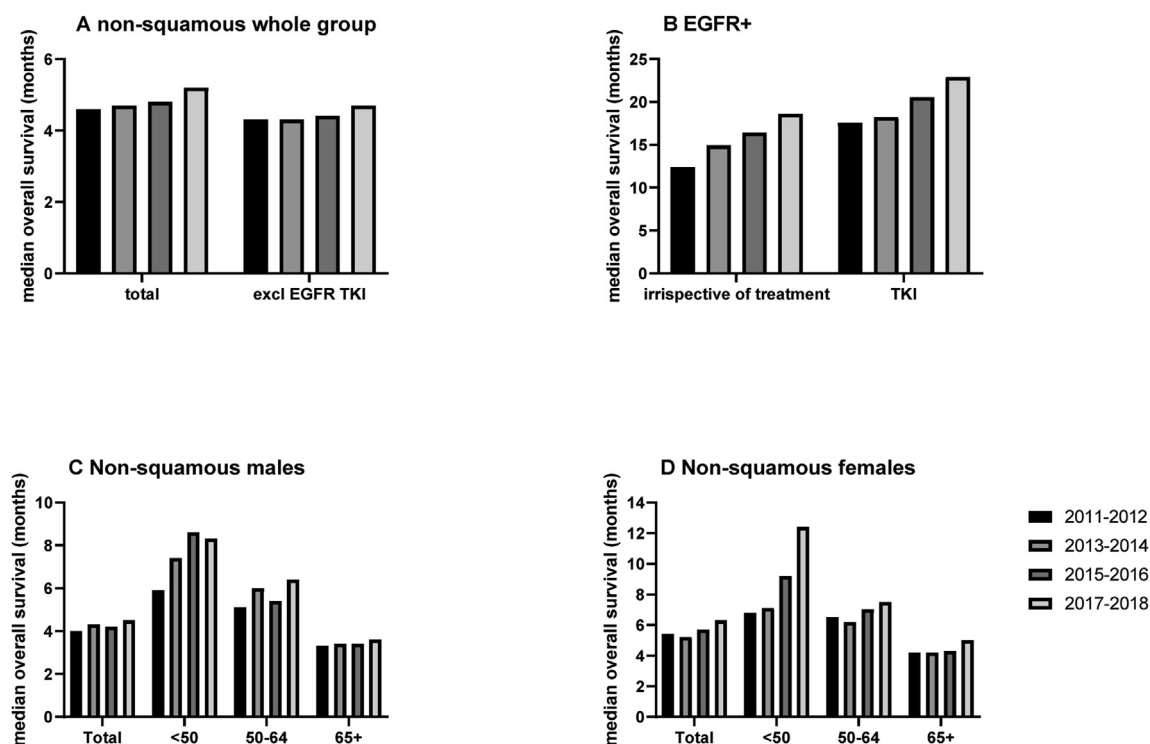 A non-squamous whole group
median overall survival (months)
6
4
2
0
total
excl EGFR TKI
B EGFR+
median overall survival (months)
25
20
15
10
5
0
irrispective of treatment
TKI
C Non-squamous males
median overall survival (months)
10
8
6
4
2
0
Total
<50
50-64
65+
D Non-squamous females
median overall survival (months)
14
12
10
8
6
4
2
0
Total
<50
50-64
65+
2011-2012
2013-2014
2015-2016
2017-2018